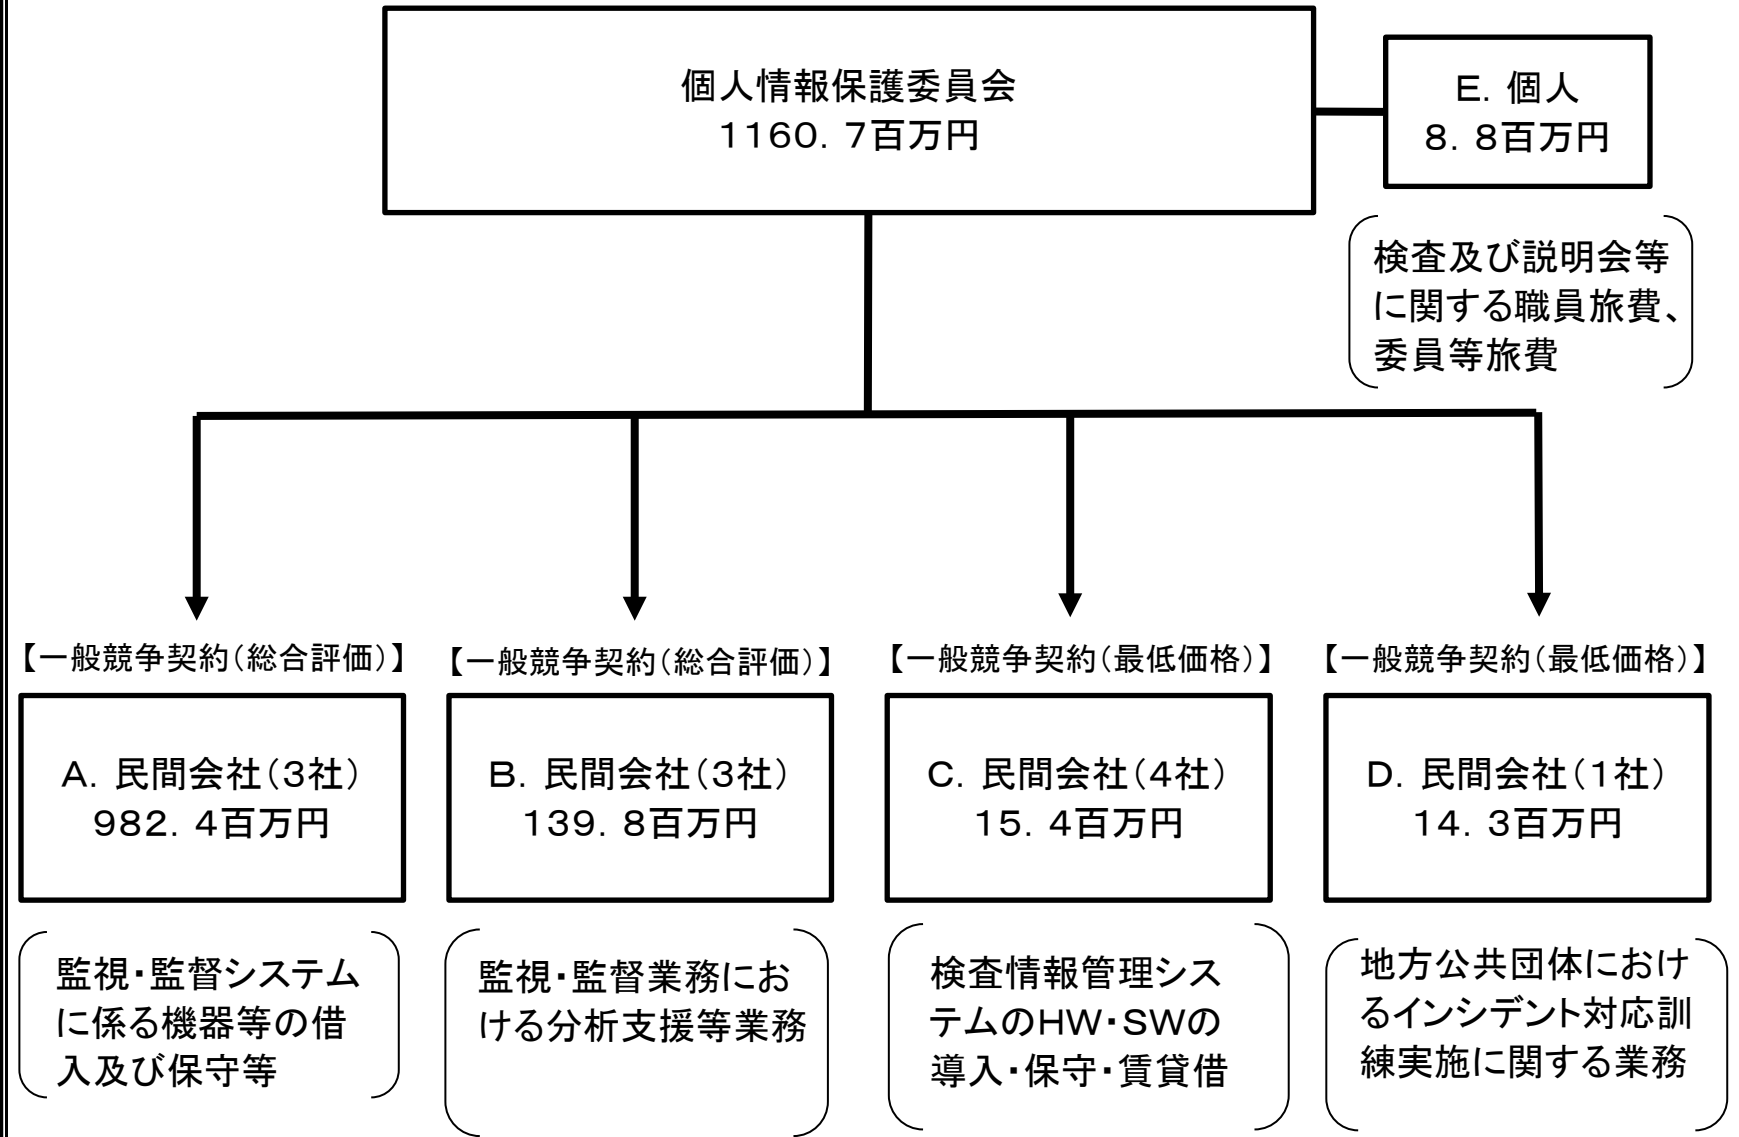 個人情報保護委員会
1160．7百万円
E．個人
8．8百万円
検査及び説明会等
に関する職員旅費、
委員等旅費
【一般競争契約（総合評価）】
A．民間会社（3社）
982．4百万円
監視・監督システム
に係る機器等の借
入及び保守等
【一般競争契約（総合評価）】
B．民間会社（3社）
139．8百万円
監視・監督業務にお
ける分析支援等業務
【一般競争契約（最低価格）】
C．民間会社（4社）
15．4百万円
検査情報管理シス
テムのHW・SWの
導入・保守・賃貸借
【一般競争契約（最低価格）】
D．民間会社（1社）
14．3百万円
地方公共団体におけ
るインシデント対応訓
練実施に関する業務